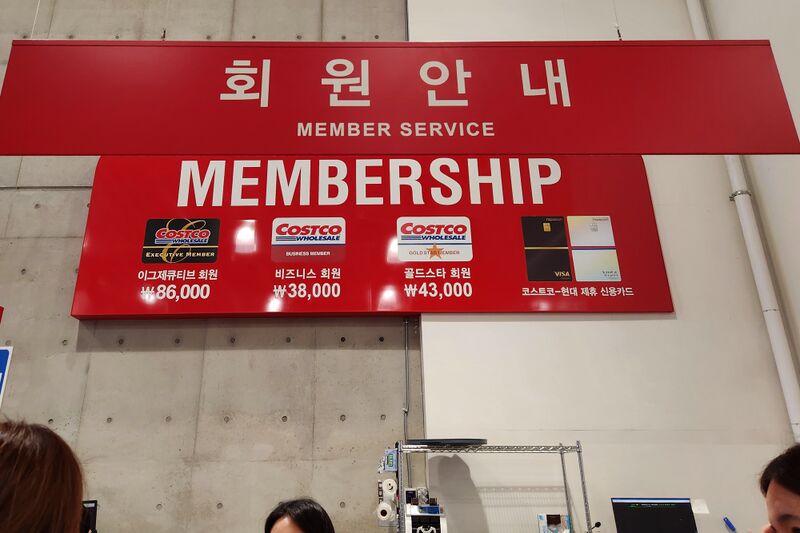 회원안내
MEMBER SERVICE
MEMBERSHIP
COSTCO
WHOLESALE
EXECUTIVE MEMBER
이그제큐티브 회원
₩86,000
COSTCO
WHOLESALE
BUSINESS MEMBER
비즈니스 회원
₩38,000
COSTCO
WHOLESALE
GOLD STAR MEMBER
골드스타 회원
₩43,000
VISA
코스트코-현대 제휴 신용카드